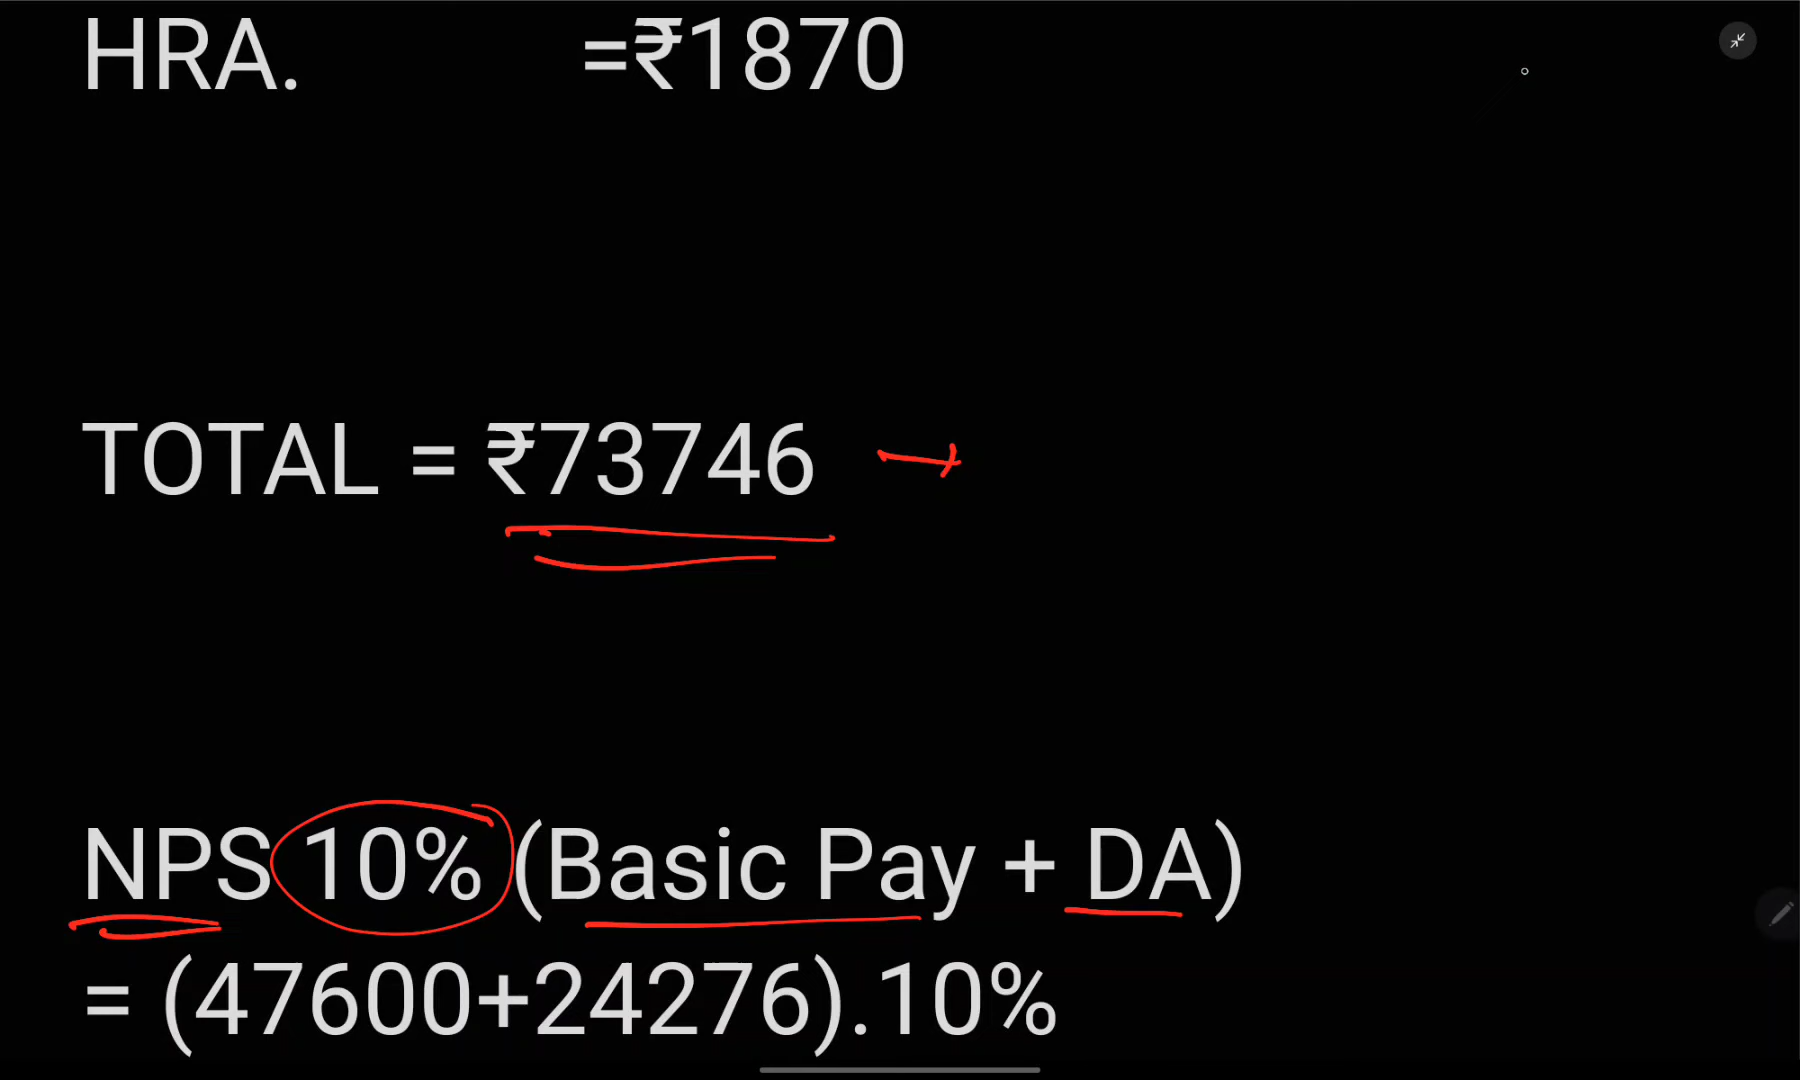 HRA. =₹1870
TOTAL = ₹73746
NPS 10% (Basic Pay + DA)
= (47600+24276).10%